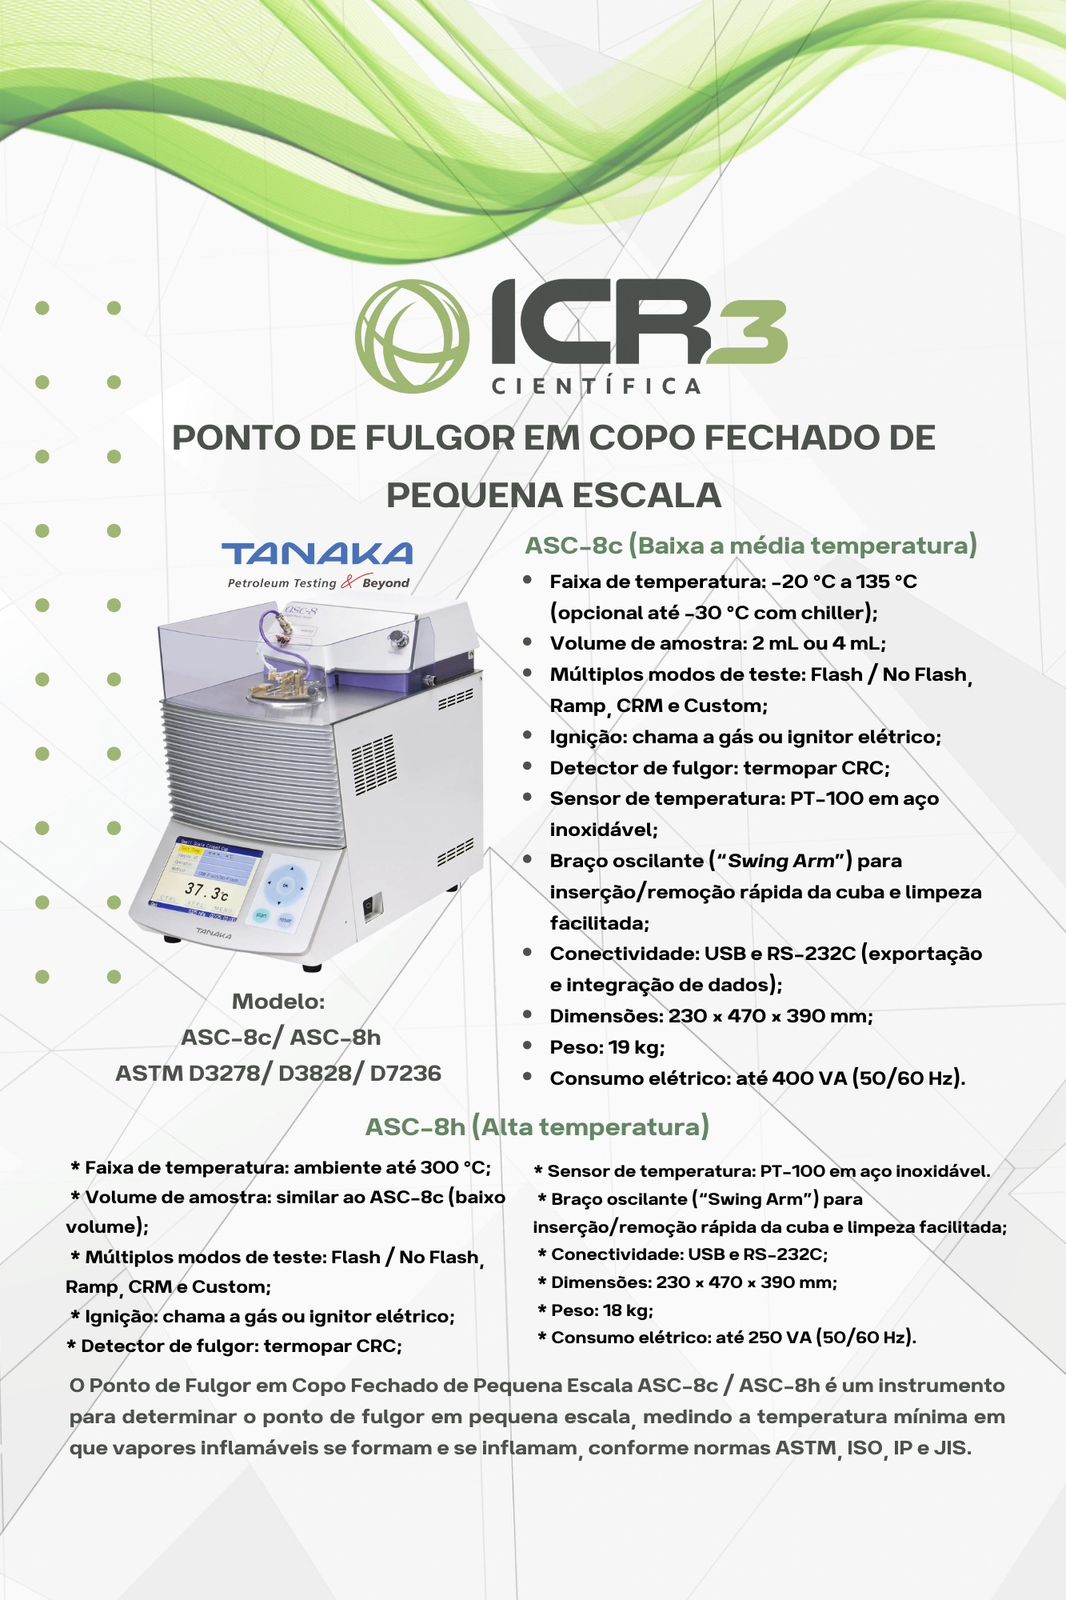 ICR3
CIENTÍFICA
PONTO DE FULGOR EM COPO FECHADO DE
PEQUENA ESCALA
TANAKA
Petroleum Testing & Beyond
asc-8
37.3°C
OK
start
reset
TANAKA
Modelo:
ASC-8c/ ASC-8h
ASTM D3278/ D3828/ D7236
ASC-8c (Baixa a média temperatura)
• Faixa de temperatura: -20 °C a 135 °C
(opcional até -30 °C com chiller);
• Volume de amostra: 2 mL ou 4 mL;
• Múltiplos modos de teste: Flash / No Flash,
Ramp, CRM e Custom;
• Ignição: chama a gás ou ignitor elétrico;
• Detector de fulgor: termopar CRC;
• Sensor de temperatura: PT-100 em aço
inoxidável;
• Braço oscilante (“Swing Arm”) para
inserção/remoção rápida da cuba e limpeza
facilitada;
• Conectividade: USB e RS-232C (exportação
e integração de dados);
• Dimensões: 230 × 470 × 390 mm;
• Peso: 19 kg;
• Consumo elétrico: até 400 VA (50/60 Hz).
ASC-8h (Alta temperatura)
* Faixa de temperatura: ambiente até 300 °C;
* Volume de amostra: similar ao ASC-8c (baixo
volume);
* Múltiplos modos de teste: Flash / No Flash,
Ramp, CRM e Custom;
* Ignição: chama a gás ou ignitor elétrico;
* Detector de fulgor: termopar CRC;
* Sensor de temperatura: PT-100 em aço inoxidável.
* Braço oscilante (“Swing Arm”) para
inserção/remoção rápida da cuba e limpeza facilitada;
* Conectividade: USB e RS-232C;
* Dimensões: 230 × 470 × 390 mm;
* Peso: 18 kg;
* Consumo elétrico: até 250 VA (50/60 Hz).
O Ponto de Fulgor em Copo Fechado de Pequena Escala ASC-8c / ASC-8h é um instrumento
para determinar o ponto de fulgor em pequena escala, medindo a temperatura mínima em
que vapores inflamáveis se formam e se inflamam, conforme normas ASTM, ISO, IP e JIS.